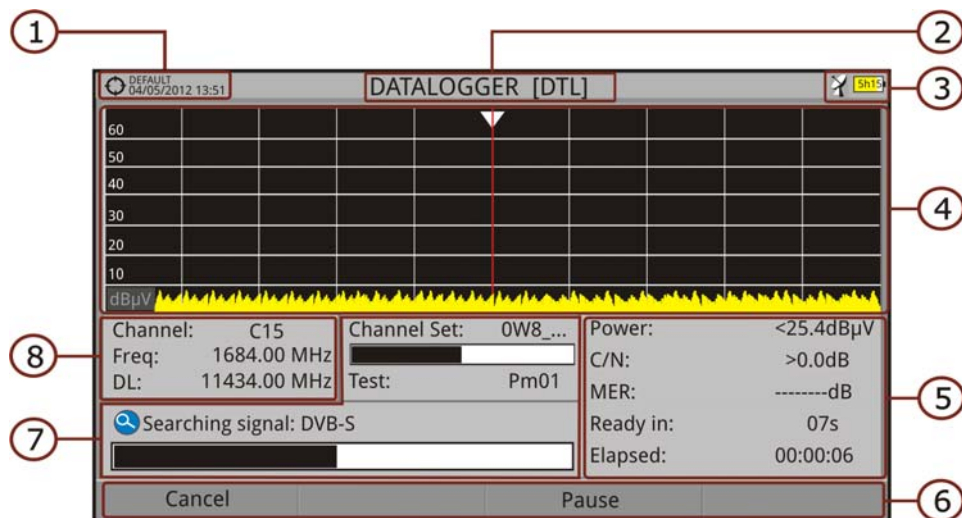 1
2
DEFAULT
04/05/2012 13:51
DATALOGGER [DTL]
5h15
3
60
50
40
30
20
10
dBµV
4
Channel: C15
Freq: 1684.00 MHz
DL: 11434.00 MHz
8
Channel Set: 0W8_...
Test: Pm01
Power: <25.4dBµV
C/N: >0.0dB
MER: --------dB
Ready in: 07s
Elapsed: 00:00:06
5
7
Searching signal: DVB-S
Cancel
Pause
6